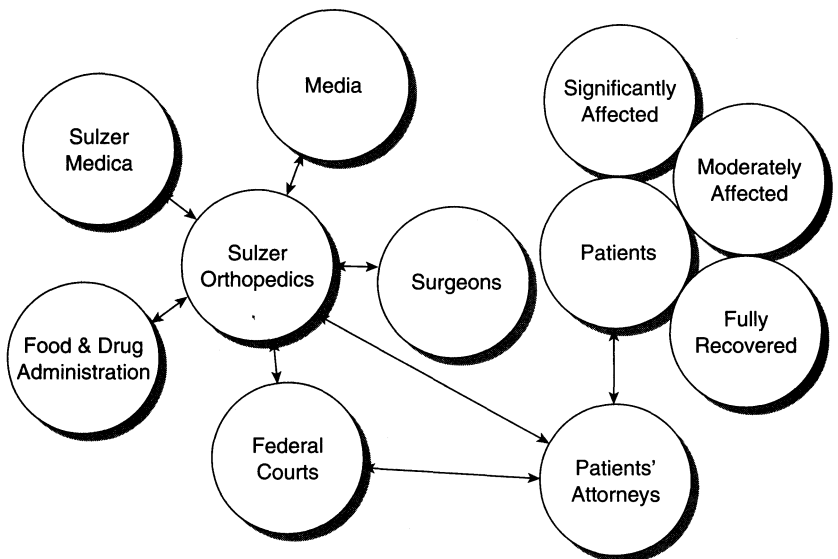 Media
Significantly
Affected
Sulzer
Medica
Moderately
Affected
Sulzer
Orthopedics
Surgeons
Patients
Food & Drug
Administration
Fully
Recovered
Federal
Courts
Patients'
Attorneys